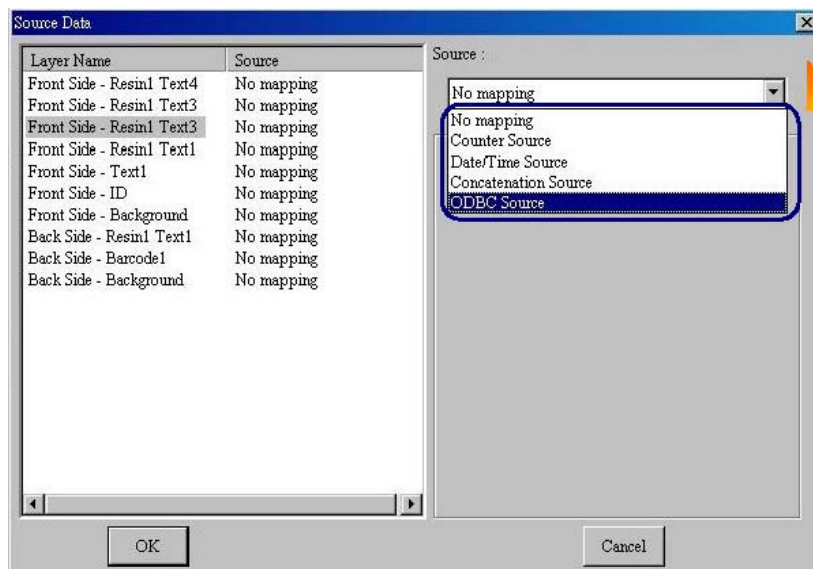 Source Data
Layer Name Source
Front Side - Resin1 Text4 No mapping
Front Side - Resin1 Text3 No mapping
Front Side - Resin1 Text3 No mapping
Front Side - Resin1 Text1 No mapping
Front Side - Text1 No mapping
Front Side - ID No mapping
Front Side - Background No mapping
Back Side - Resin1 Text1 No mapping
Back Side - Barcode1 No mapping
Back Side - Background No mapping
Source :
No mapping
No mapping
Counter Source
Date/Time Source
Concatenation Source
ODBC Source
OK
Cancel